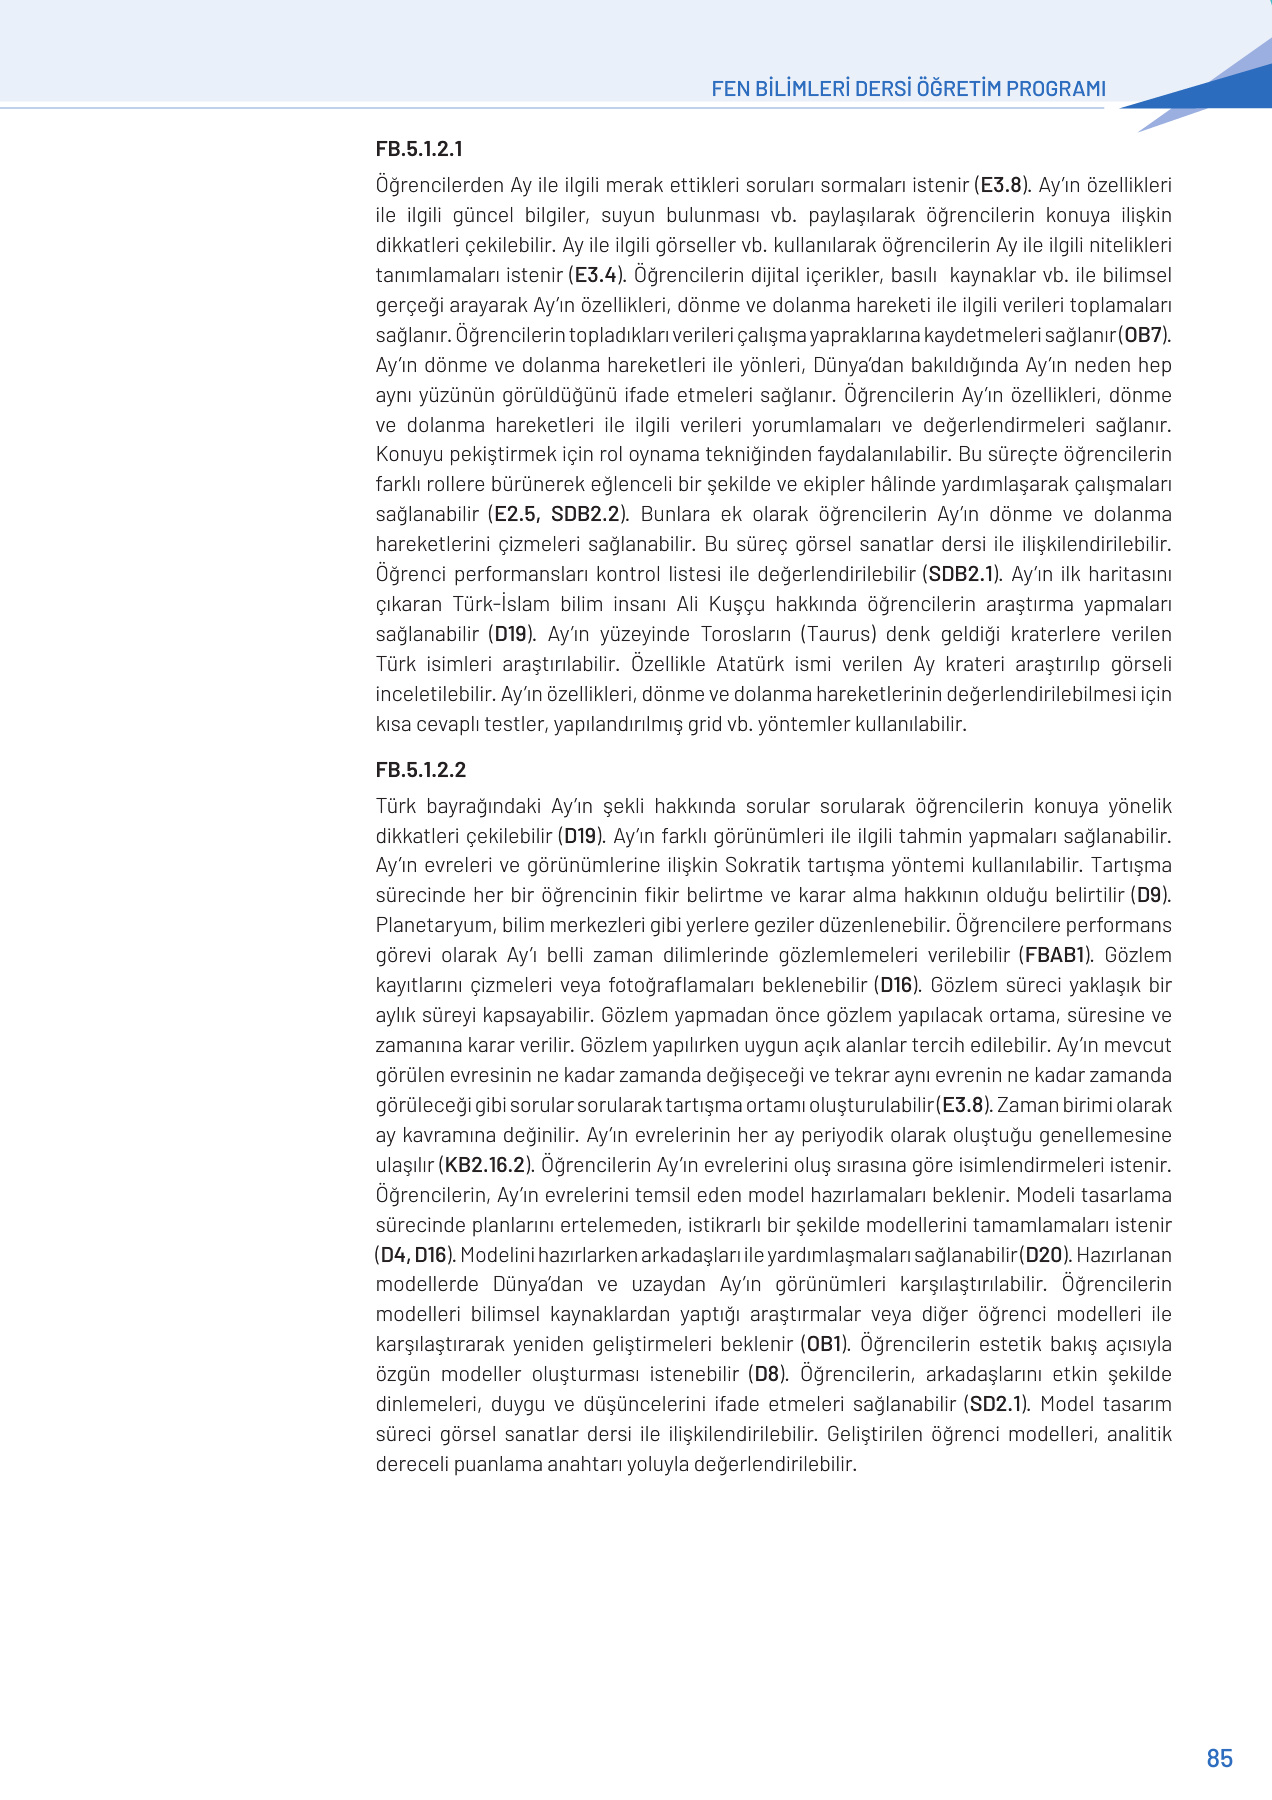 FEN BİLİMLERİ DERSİ ÖĞRETİM PROGRAMI
FB.5.1.2.1
Öğrencilerden Ay ile ilgili merak ettikleri soruları sormaları istenir (E3.8). Ay’ın özellikleri
ile ilgili güncel bilgiler, suyun bulunması vb. paylaşılarak öğrencilerin konuya ilişkin
dikkatleri çekilebilir. Ay ile ilgili görseller vb. kullanılarak öğrencilerin Ay ile ilgili nitelikleri
tanımlamaları istenir (E3.4). Öğrencilerin dijital içerikler, basılı kaynaklar vb. ile bilimsel
gerçeği arayarak Ay’ın özellikleri, dönme ve dolanma hareketi ile ilgili verileri toplamaları
sağlanır. Öğrencilerin topladıkları verileri çalışma yapraklarına kaydetmeleri sağlanır (OB7).
Ay’ın dönme ve dolanma hareketleri ile yönleri, Dünya’dan bakıldığında Ay’ın neden hep
aynı yüzünün görüldüğünü ifade etmeleri sağlanır. Öğrencilerin Ay’ın özellikleri, dönme
ve dolanma hareketleri ile ilgili verileri yorumlamaları ve değerlendirmeleri sağlanır.
Konuyu pekiştirmek için rol oynama tekniğinden faydalanılabilir. Bu süreçte öğrencilerin
farklı rollere bürünerek eğlenceli bir şekilde ve ekipler hâlinde yardımlaşarak çalışmaları
sağlanabilir (E2.5, SDB2.2). Bunlara ek olarak öğrencilerin Ay’ın dönme ve dolanma
hareketlerini çizmeleri sağlanabilir. Bu süreç görsel sanatlar dersi ile ilişkilendirilebilir.
Öğrenci performansları kontrol listesi ile değerlendirilebilir (SDB2.1). Ay’ın ilk haritasını
çıkaran Türk-İslam bilim insanı Ali Kuşçu hakkında öğrencilerin araştırma yapmaları
sağlanabilir (D19). Ay’ın yüzeyinde Torosların (Taurus) denk geldiği kraterlere verilen
Türk isimleri araştırılabilir. Özellikle Atatürk ismi verilen Ay krateri araştırılıp görseli
inceletilebilir. Ay’ın özellikleri, dönme ve dolanma hareketlerinin değerlendirilebilmesi için
kısa cevaplı testler, yapılandırılmış grid vb. yöntemler kullanılabilir.
FB.5.1.2.2
Türk bayrağındaki Ay’ın şekli hakkında sorular sorularak öğrencilerin konuya yönelik
dikkatleri çekilebilir (D19). Ay’ın farklı görünümleri ile ilgili tahmin yapmaları sağlanabilir.
Ay’ın evreleri ve görünümlerine ilişkin Sokratik tartışma yöntemi kullanılabilir. Tartışma
sürecinde her bir öğrencinin fikir belirtme ve karar alma hakkının olduğu belirtilir (D9).
Planetaryum, bilim merkezleri gibi yerlere geziler düzenlenebilir. Öğrencilere performans
görevi olarak Ay’ı belli zaman dilimlerinde gözlemlemeleri verilebilir (FBAB1). Gözlem
kayıtlarını çizmeleri veya fotoğraflamaları beklenebilir (D16). Gözlem süreci yaklaşık bir
aylık süreyi kapsayabilir. Gözlem yapmadan önce gözlem yapılacak ortama, süresine ve
zamanına karar verilir. Gözlem yapılırken uygun açık alanlar tercih edilebilir. Ay’ın mevcut
görülen evresinin ne kadar zamanda değişeceği ve tekrar aynı evrenin ne kadar zamanda
görüleceği gibi sorular sorularak tartışma ortamı oluşturulabilir (E3.8). Zaman birimi olarak
ay kavramına değinilir. Ay’ın evrelerinin her ay periyodik olarak oluştuğu genellemesine
ulaşılır (KB2.16.2). Öğrencilerin Ay’ın evrelerini oluş sırasına göre isimlendirmeleri istenir.
Öğrencilerin, Ay’ın evrelerini temsil eden model hazırlamaları beklenir. Modeli tasarlama
sürecinde planlarını ertelemeden, istikrarlı bir şekilde modellerini tamamlamaları istenir
(D4, D16). Modelini hazırlarken arkadaşları ile yardımlaşmaları sağlanabilir (D20). Hazırlanan
modellerde Dünya’dan ve uzaydan Ay’ın görünümleri karşılaştırılabilir. Öğrencilerin
modelleri bilimsel kaynaklardan yaptığı araştırmalar veya diğer öğrenci modelleri ile
karşılaştırarak yeniden geliştirmeleri beklenir (OB1). Öğrencilerin estetik bakış açısıyla
özgün modeller oluşturması istenebilir (D8). Öğrencilerin, arkadaşlarını etkin şekilde
dinlemeleri, duygu ve düşüncelerini ifade etmeleri sağlanabilir (SD2.1). Model tasarım
süreci görsel sanatlar dersi ile ilişkilendirilebilir. Geliştirilen öğrenci modelleri, analitik
dereceli puanlama anahtarı yoluyla değerlendirilebilir.
85